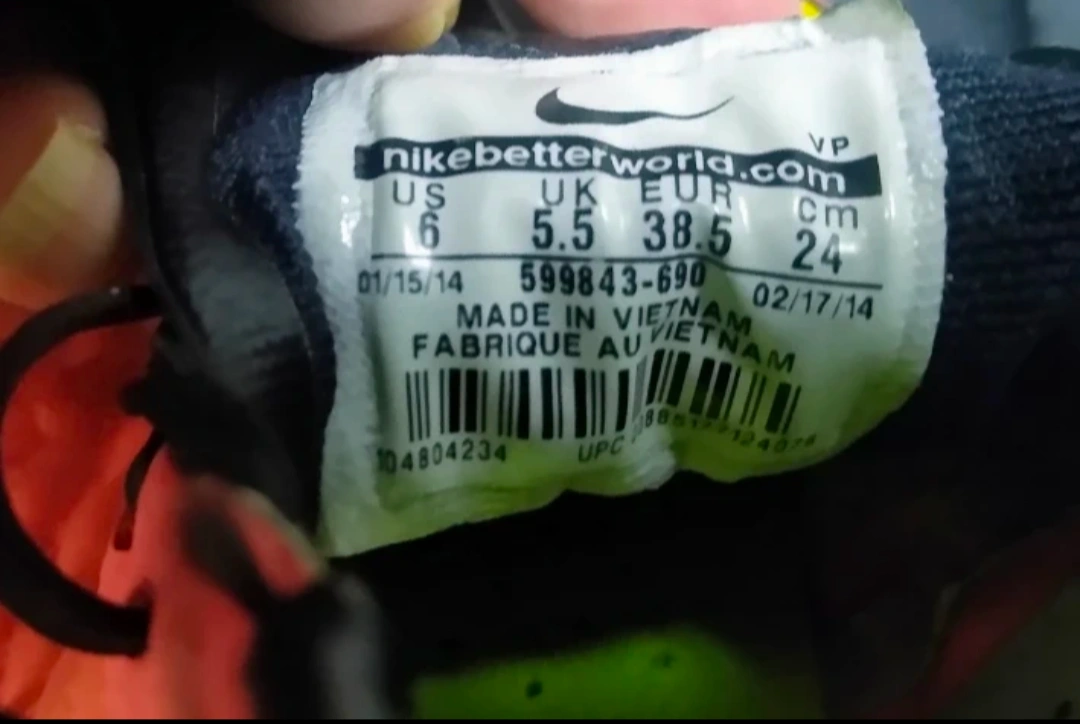 VP
nikebetterworld.com
US UK EUR cm
6 5.5 38.5 24
01/15/14 599843-690 02/17/14
MADE IN VIETNAM
FABRIQUE AU VIETNAM
UPC